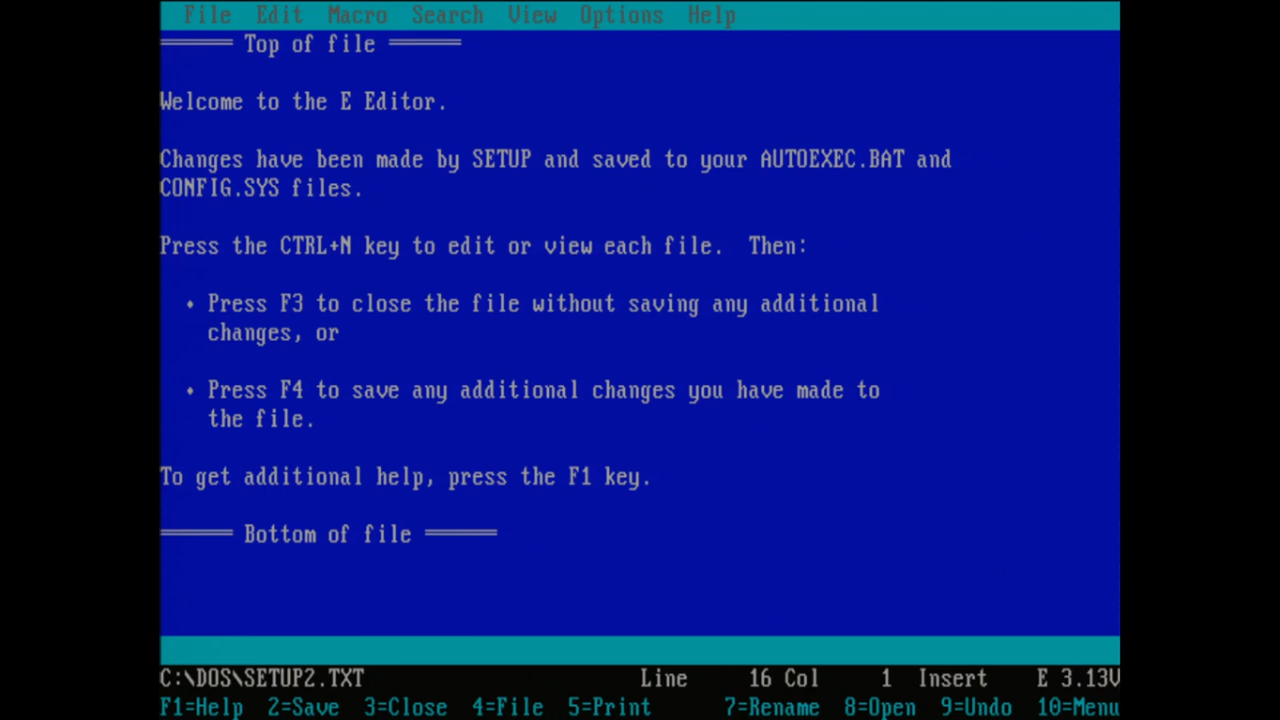 File Edit Macro Search View Options Help
Top of file
Welcome to the E Editor.
Changes have been made by SETUP and saved to your AUTOEXEC.BAT and
CONFIG.SYS files.
Press the CTRL+N key to edit or view each file. Then:
• Press F3 to close the file without saving any additional
changes, or
• Press F4 to save any additional changes you have made to
the file.
To get additional help, press the F1 key.
Bottom of file
C:\DOS\SETUP2.TXT Line 16 Col 1 Insert E 3.13V
F1=Help 2=Save 3=Close 4=File 5=Print 7=Rename 8=Open 9=Undo 10=Menu